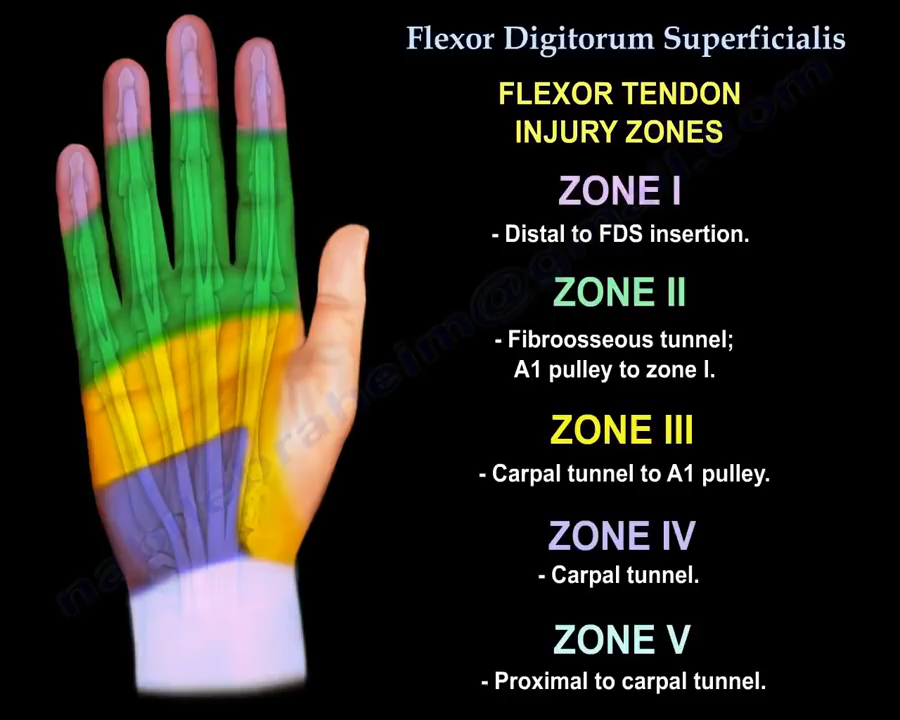 Flexor Digitorum Superficialis
FLEXOR TENDON
INJURY ZONES
ZONE I
- Distal to FDS insertion.
ZONE II
- Fibroosseous tunnel;
A1 pulley to zone I.
ZONE III
- Carpal tunnel to A1 pulley.
ZONE IV
- Carpal tunnel.
ZONE V
- Proximal to carpal tunnel.